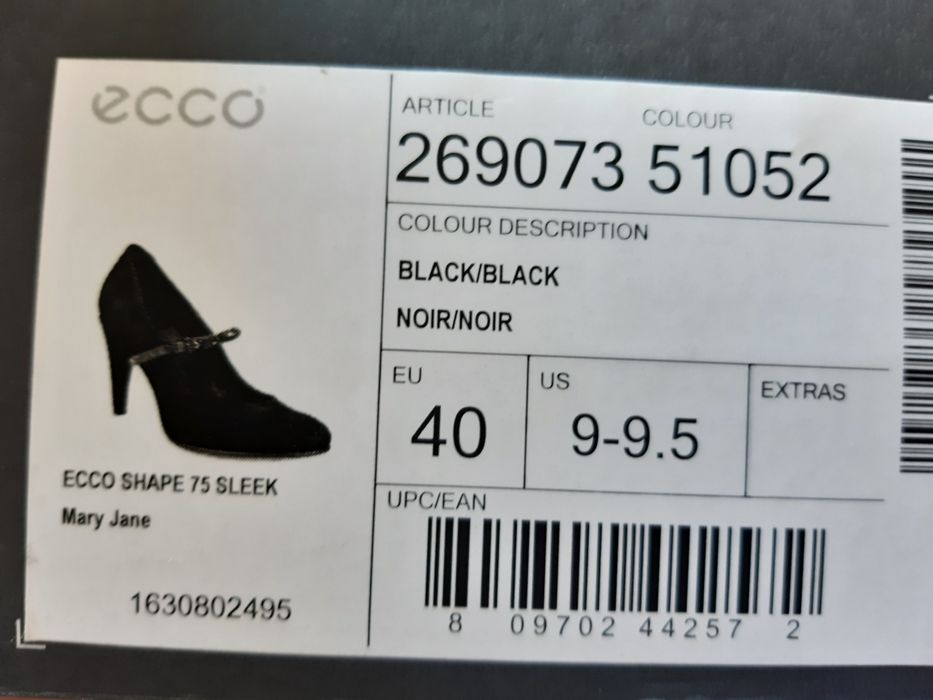 ecco
ECCO SHAPE 75 SLEEK
Mary Jane
1630802495
ARTICLE COLOUR
269073 51052
COLOUR DESCRIPTION
BLACK/BLACK
NOIR/NOIR
EU
40
US
9-9.5
EXTRAS
UPC/EAN
8 09702 44257 2